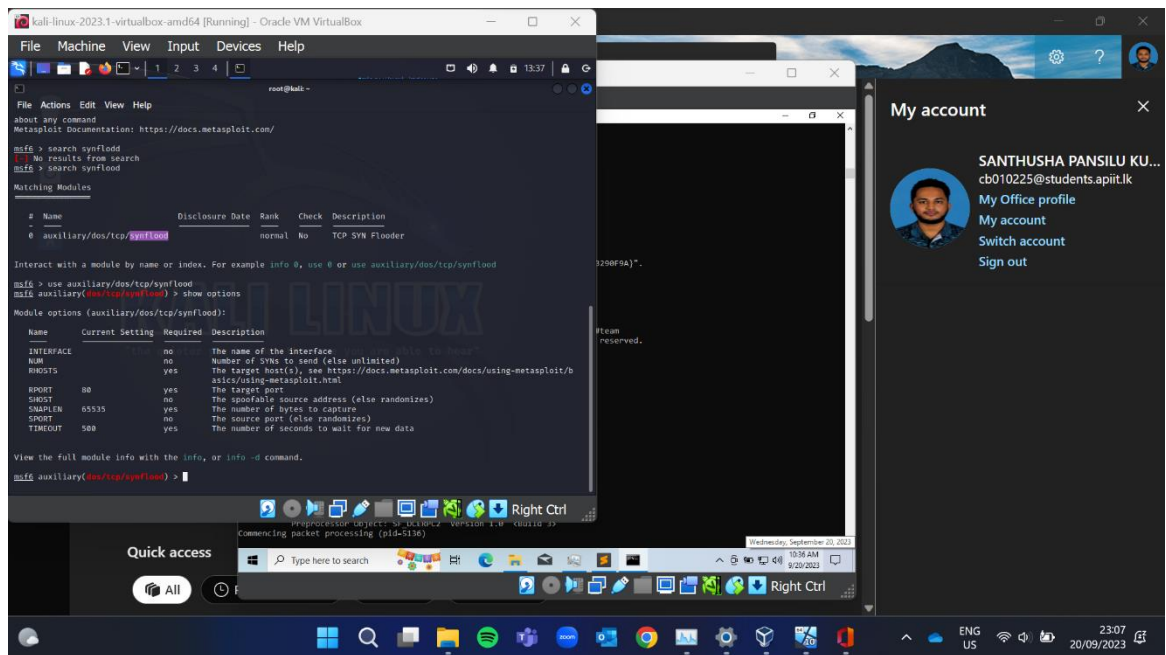 kali-linux-2023.1-virtualbox-amd64 [Running] - Oracle VM VirtualBox
File Machine View Input Devices Help
1 2 3 4
13:37
root@kali: ~
File Actions Edit View Help
about any command
Metasploit Documentation: https://docs.metasploit.com/
msf6 > search synflodd
[-] No results from search
msf6 > search synflood
Matching Modules
# Name Disclosure Date Rank Check Description
0 auxiliary/dos/tcp/synflood normal No TCP SYN Flooder
Interact with a module by name or index. For example info 0, use 0 or use auxiliary/dos/tcp/synflood
msf6 > use auxiliary/dos/tcp/synflood
msf6 auxiliary(dos/tcp/synflood) > show options
Module options (auxiliary/dos/tcp/synflood):
Name Current Setting Required Description
INTERFACE no The name of the interface
NUM no Number of SYNs to send (else unlimited)
RHOSTS yes The target host(s), see https://docs.metasploit.com/docs/using-metasploit/b
asics/using-metasploit.html
RPORT 80 yes The target port
SHOST no The spoofable source address (else randomizes)
SNAPLEN 65535 yes The number of bytes to capture
SPORT no The source port (else randomizes)
TIMEOUT 500 yes The number of seconds to wait for new data
View the full module info with the info, or info -d command.
msf6 auxiliary(dos/tcp/synflood) >
KALI LINUX
Right Ctrl
3290F9A}".
#team
reserved.
Preprocessor Object: SF_DCERPC2 Version 1.0 <Build 3>
Commencing packet processing (pid=5136)
Wednesday, September 20, 2023
Type here to search
10:36 AM
9/20/2023
Right Ctrl
My account
SANTHUSHA PANSILU KU...
cb010225@students.apiit.lk
My Office profile
My account
Switch account
Sign out
Quick access
All
zoom
ENG
US
23:07
20/09/2023